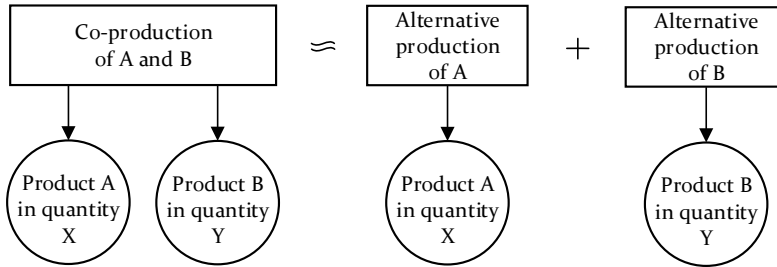 Co-production
of A and B
≈
Alternative
production
of A
+
Alternative
production
of B
Product A
in quantity
X
Product B
in quantity
Y
Product A
in quantity
X
Product B
in quantity
Y